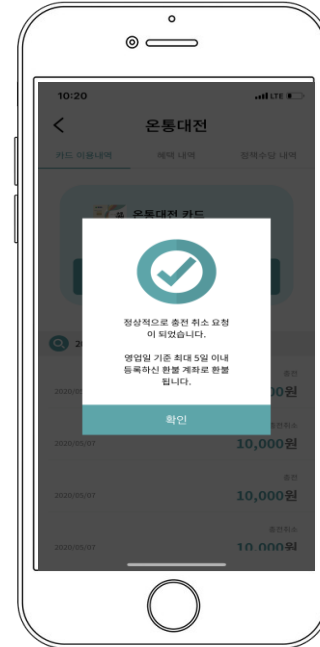 10:20
LTE
온통대전
카드 이용내역 혜택 내역 정책수당 내역
온통대전 카드
정상적으로 충전 취소 요청
이 되었습니다.
영업일 기준 최대 5일 이내
등록하신 환불 계좌로 환불
됩니다.
확인
충전
2020/05
00원
충전취소
2020/05/07
10,000원
충전
2020/05/07
10,000원
충전취소
2020/05/07
10,000원